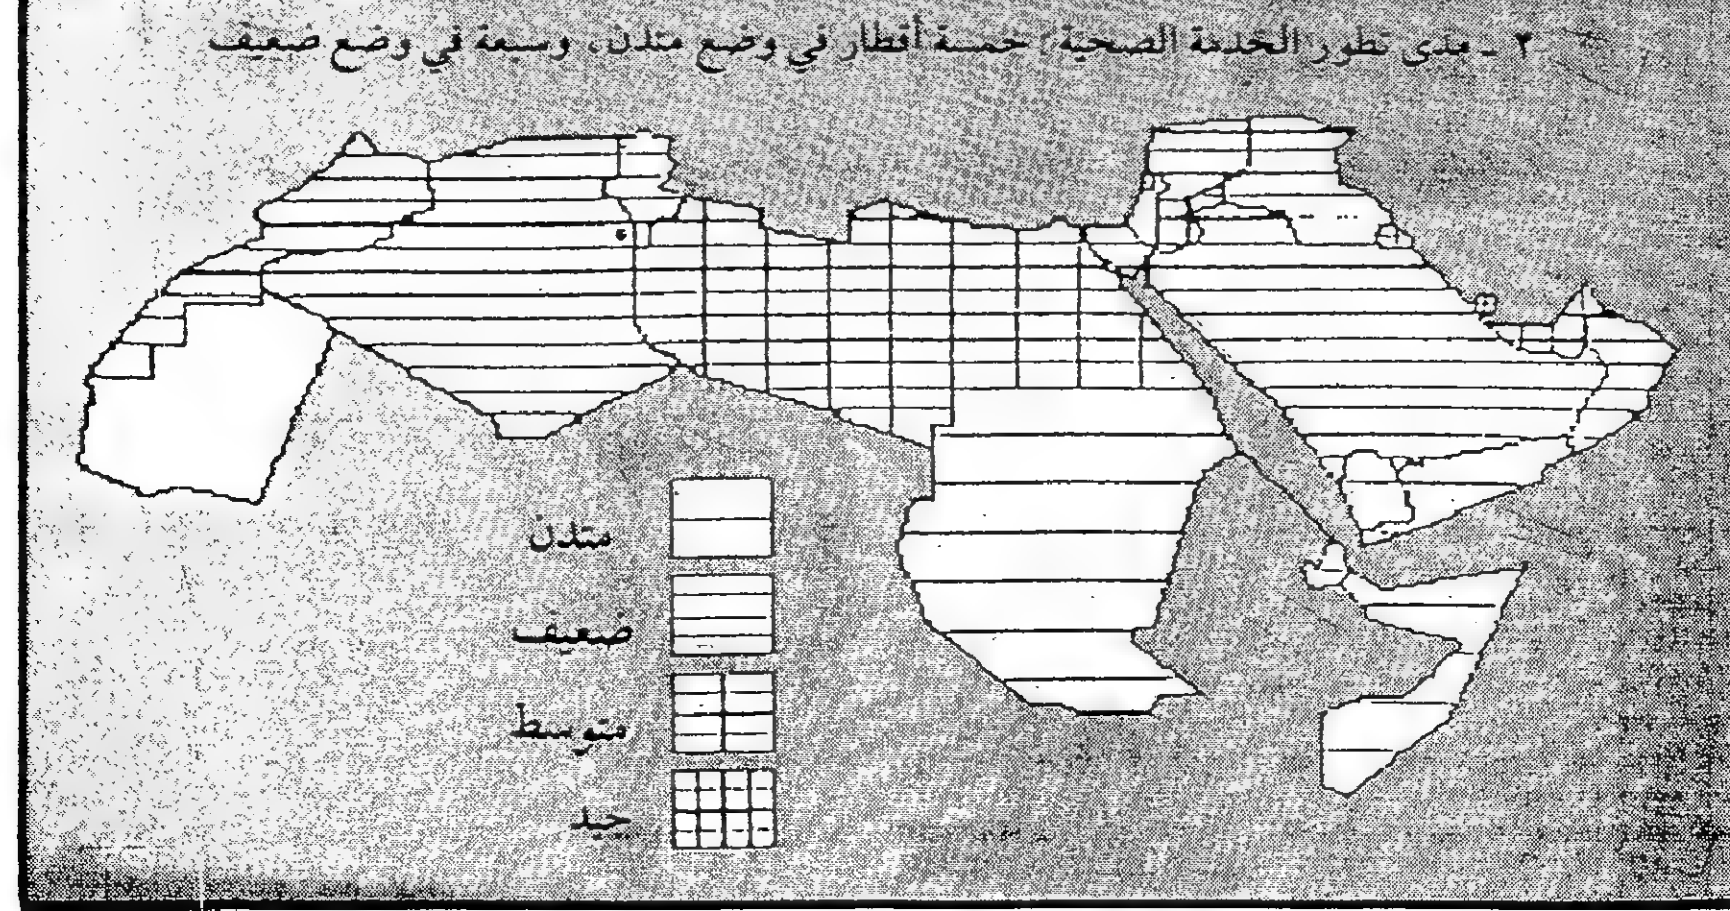 ٢ ـ مدى تطور الخدمة الصحية: خمسة أقطار في وضع متدن، وسبعة في وضع ضعيف
متدن
ضعيف
متوسط
جيد